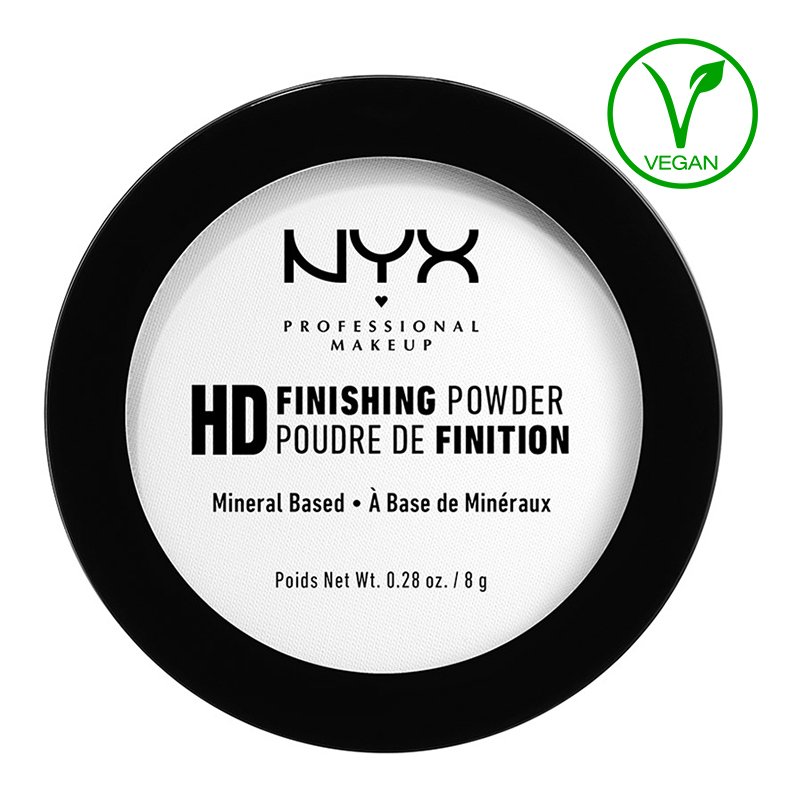 VEGAN
NYX
PROFESSIONAL
MAKEUP
HD FINISHING POWDER
POUDRE DE FINITION
Mineral Based • À Base de Minéraux
Poids Net Wt. 0.28 oz. / 8 g